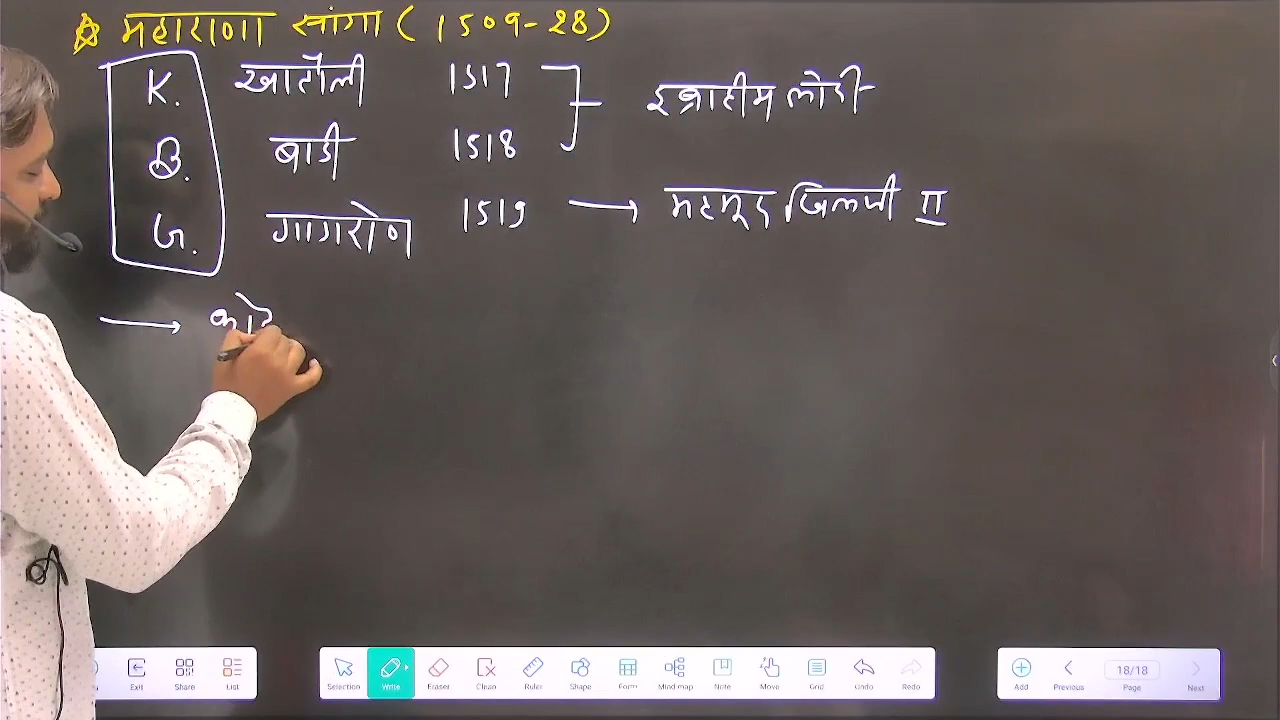 ☆ महाराणा सांगा ( 1509-28 )
K. खातौली 1517
इब्राहीम लोदी
B. बाडी 1518
G. गागरोण 1519 → महमूद खिलजी II
→
Exit Share List
Selection Write Eraser Clean Ruler Shape Form Mind map Note Move Grid Undo Redo
Add Previous 18/18 Page Next